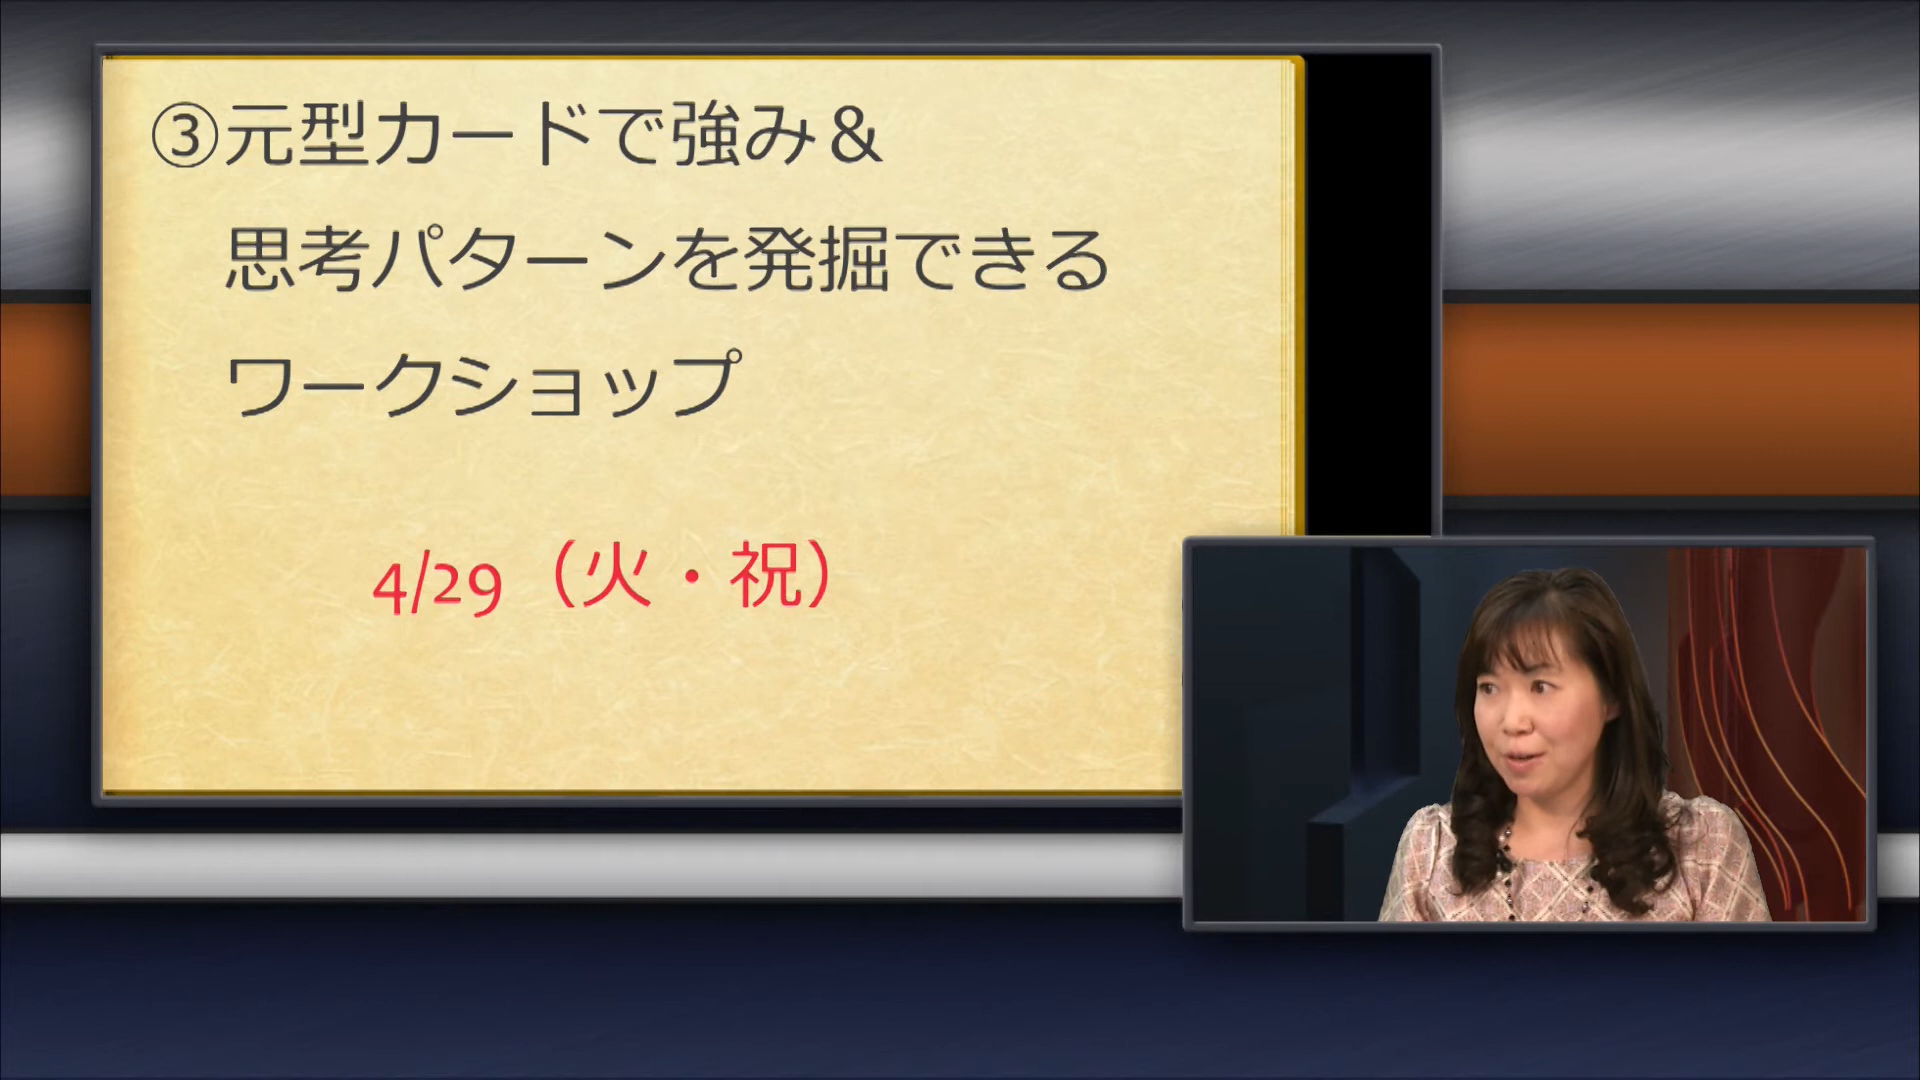 ③元型カードで強み＆
思考パターンを発掘できる
ワークショップ
4/29（火・祝）